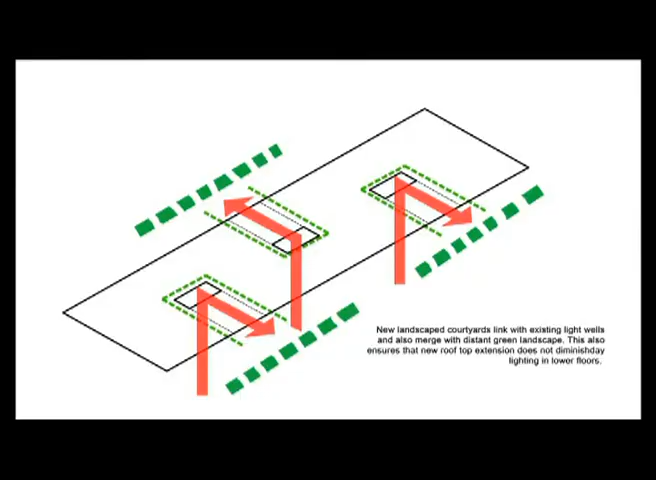 New landscaped courtyards link with existing light wells
and also merge with distant green landscape. This also
ensures that new roof top extension does not diminishday
lighting in lower floors.